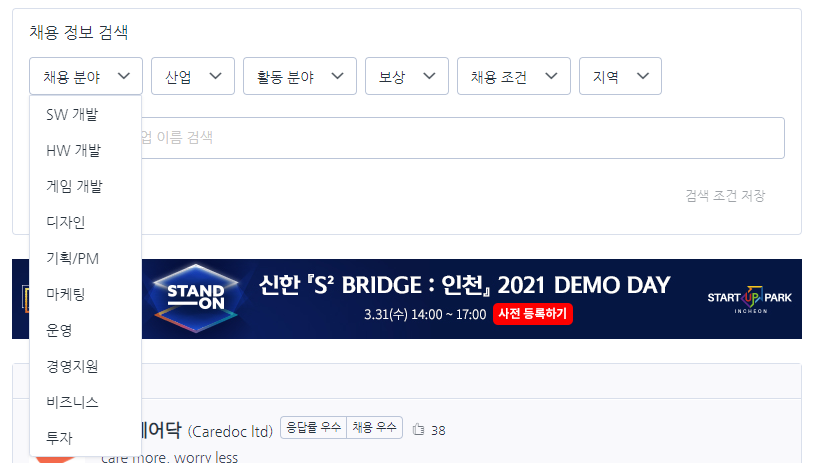 채용 정보 검색
채용 분야 산업 활동 분야 보상 채용 조건 지역
SW 개발
HW 개발
업 이름 검색
게임 개발
검색 조건 저장
디자인
기획/PM
마케팅
운영
경영지원
비즈니스
투자
STAND
—ON
신한『S² BRIDGE : 인천』2021 DEMO DAY
3.31(수) 14:00 ~ 17:00 사전 등록하기
START UP PARK
INCHEON
어닥 (Caredoc ltd) 응답률 우수 채용 우수 38
care more, worry less